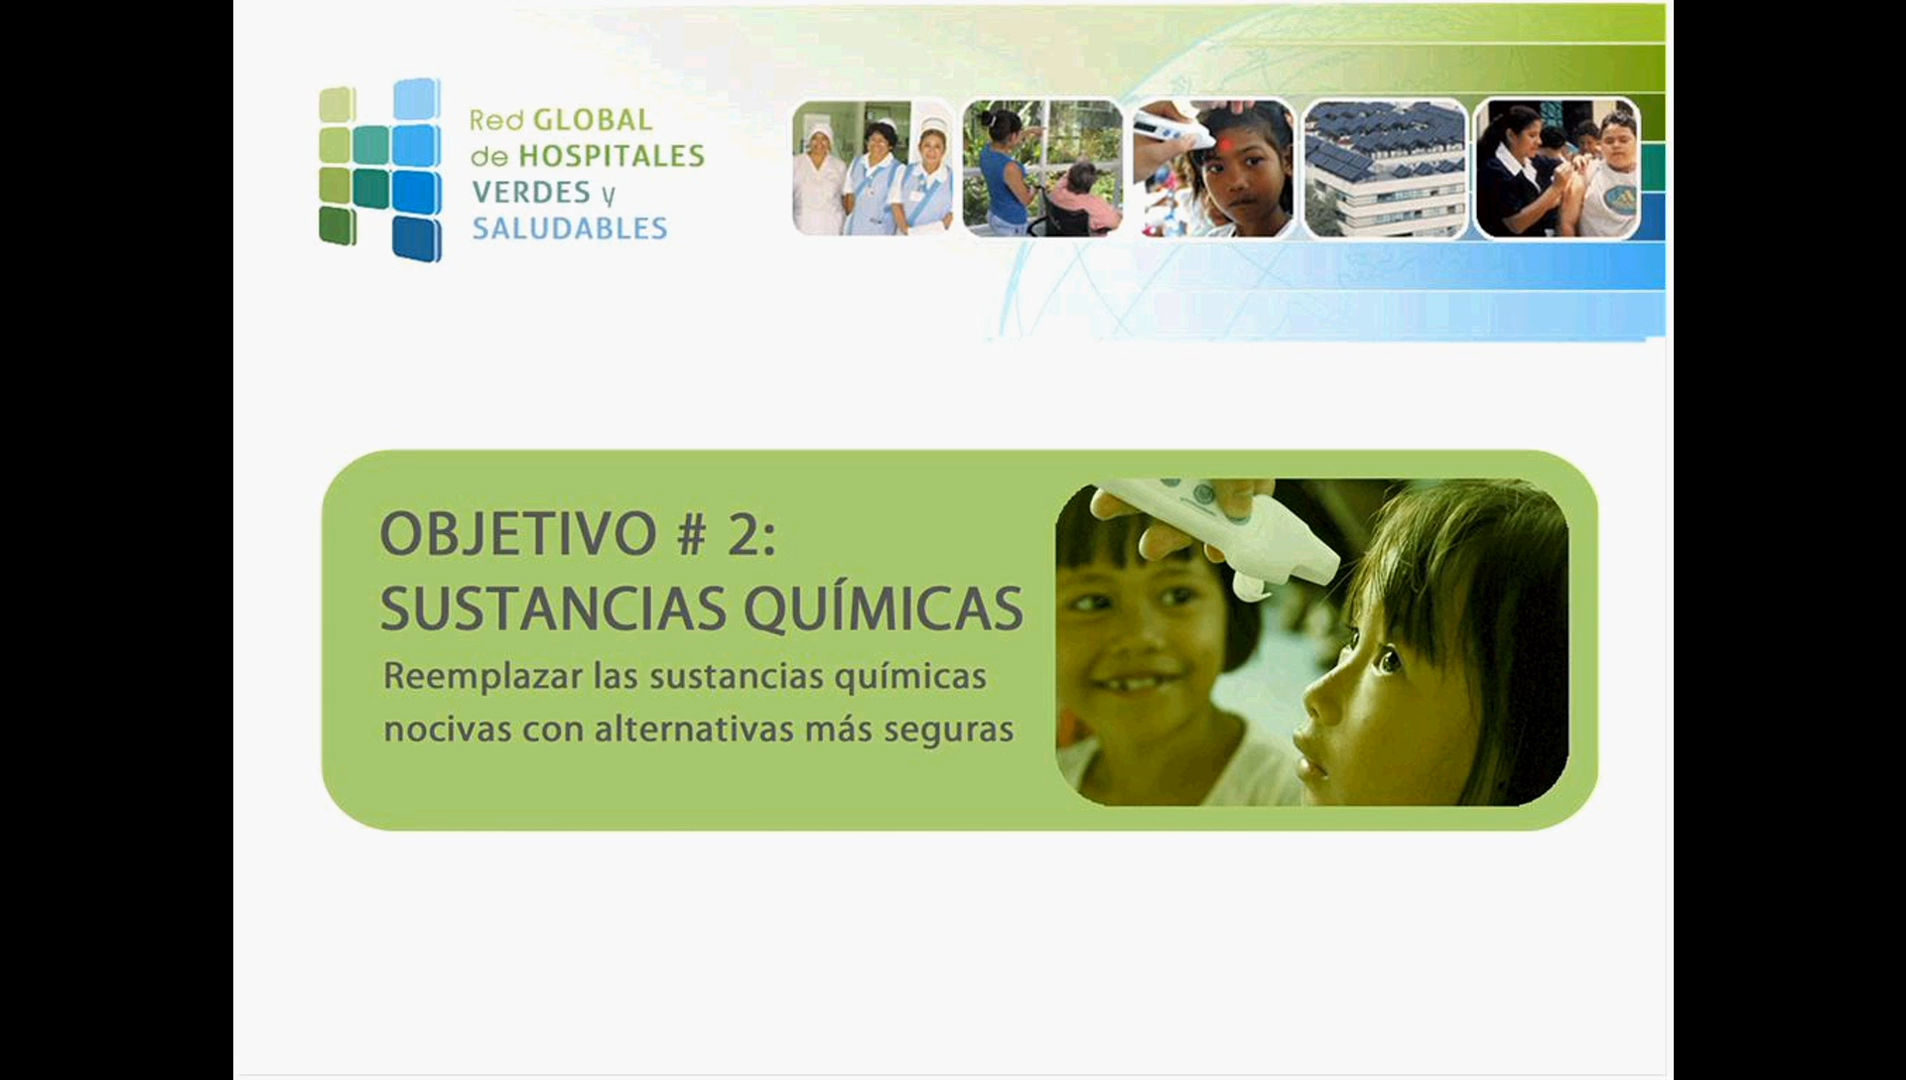 Red GLOBAL
de HOSPITALES
VERDES y
SALUDABLES
OBJETIVO # 2:
SUSTANCIAS QUÍMICAS
Reemplazar las sustancias químicas
nocivas con alternativas más seguras